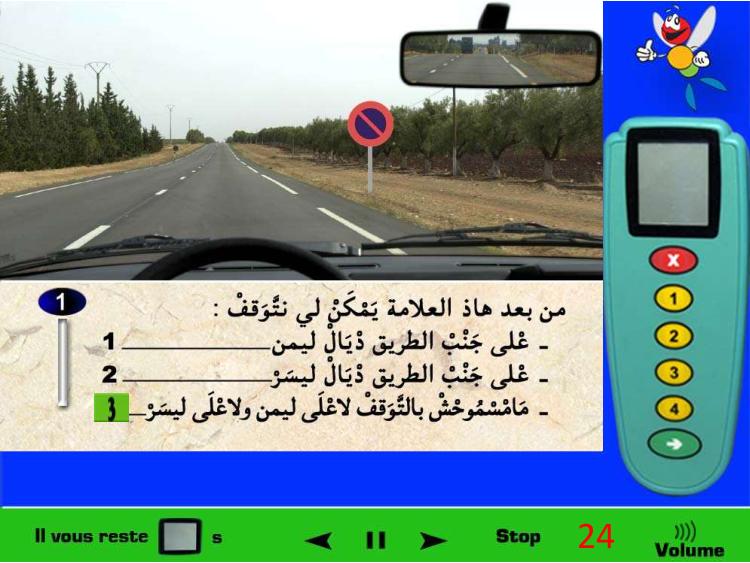 1
من بعد هاذ العلامة يَمْكَنْ لي نتَّوَقفْ :
ـ عْلى جَنْبْ الطريق دْيَالْ ليمن 1
ـ عْلى جَنْبْ الطريق دْيَالْ ليسَرْ 2
ـ مَامْسْمُوحْشْ بالتَّوَقفْ لاعْلَى ليمن ولاعْلَى ليسَرْ 3
X
1
2
3
4
Il vous reste s
Stop
24
Volume